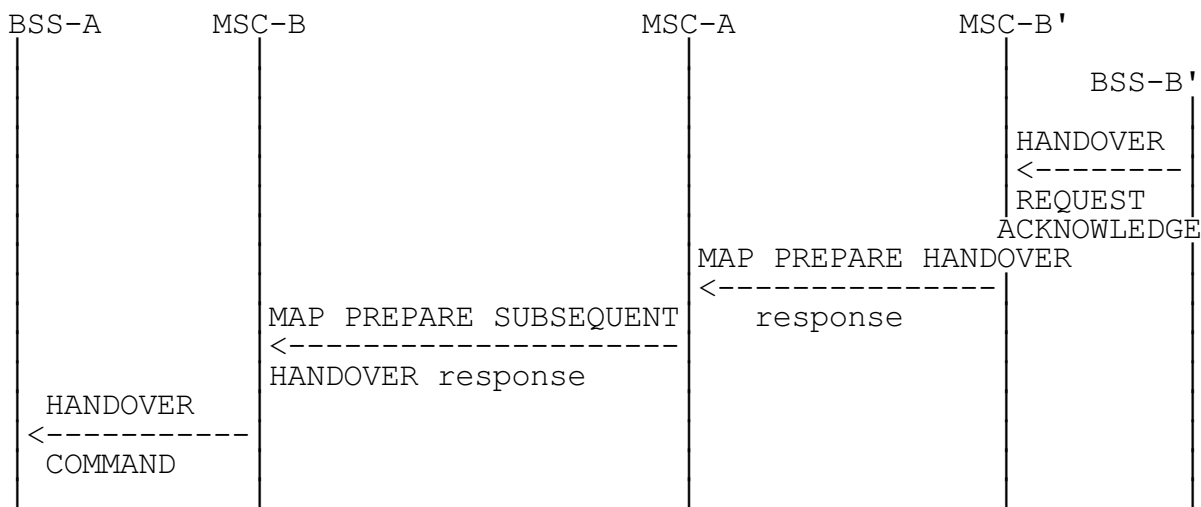 BSS-A MSC-B MSC-A MSC-B'
BSS-B'
HANDOVER
REQUEST
ACKNOWLEDGE
MAP PREPARE HANDOVER
MAP PREPARE SUBSEQUENT response
HANDOVER response
HANDOVER
COMMAND